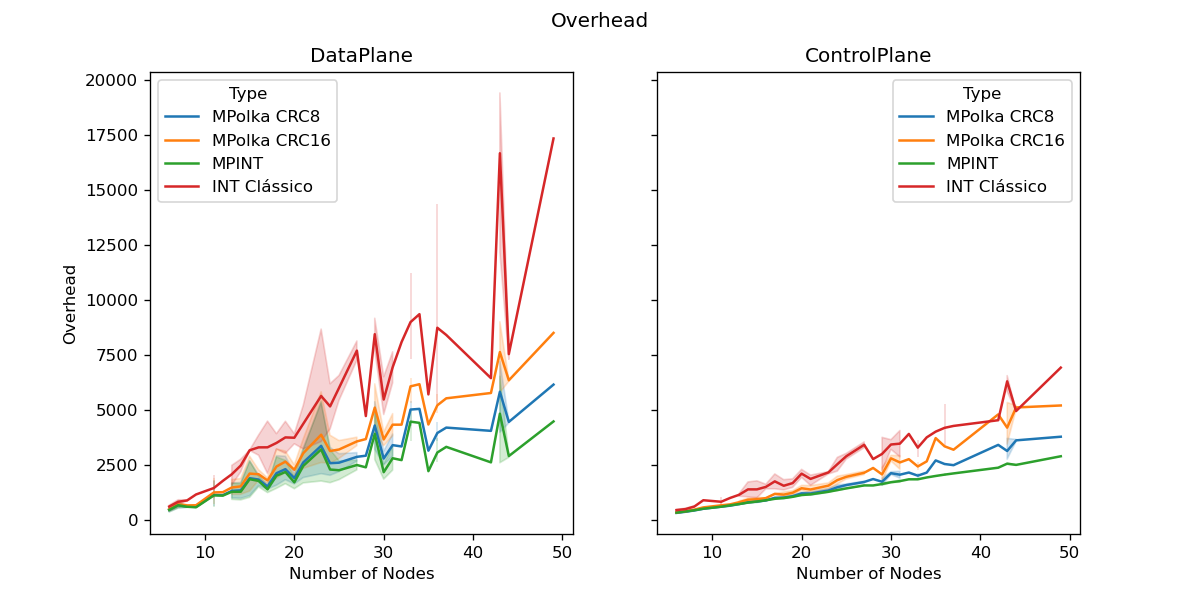 Overhead
DataPlane
ControlPlane
Overhead
20000
17500
15000
12500
10000
7500
5000
2500
0
Type
MPolka CRC8
MPolka CRC16
MPINT
INT Clássico
10
20
30
40
50
Number of Nodes
Type
MPolka CRC8
MPolka CRC16
MPINT
INT Clássico
10
20
30
40
50
Number of Nodes